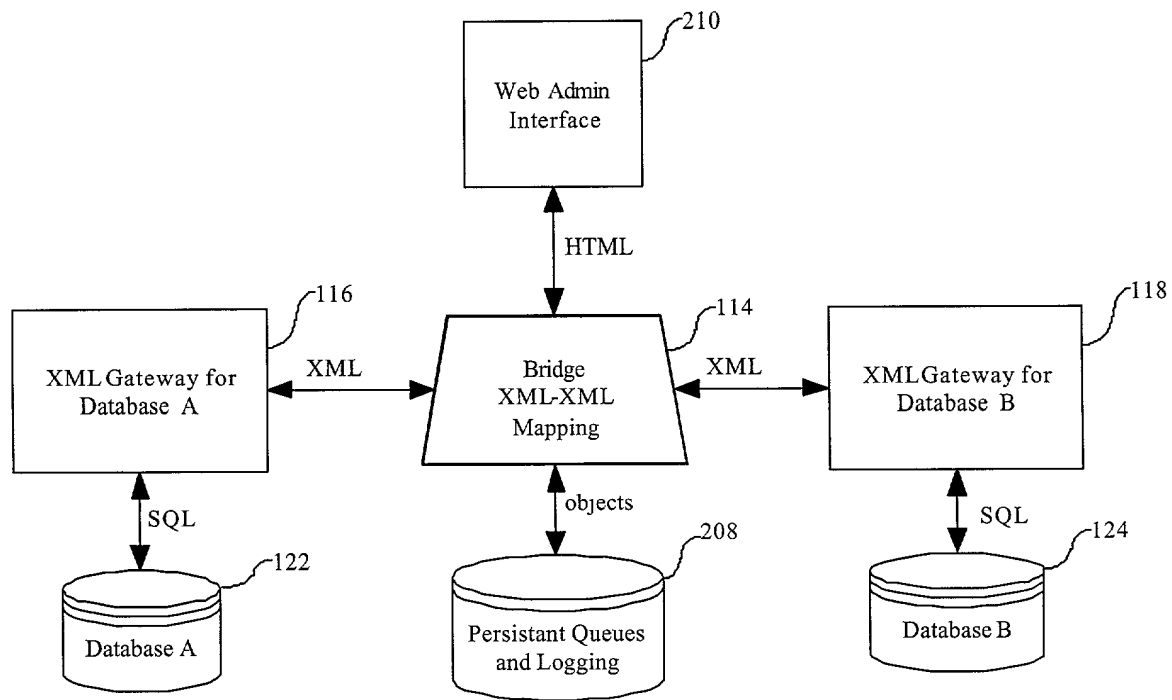 210
Web Admin
Interface
HTML
116
114
118
XML Gateway for
Database A
XML
Bridge
XML-XML
Mapping
XML
XML Gateway for
Database B
SQL
objects
SQL
122
208
124
Database A
Persistant Queues
and Logging
Database B